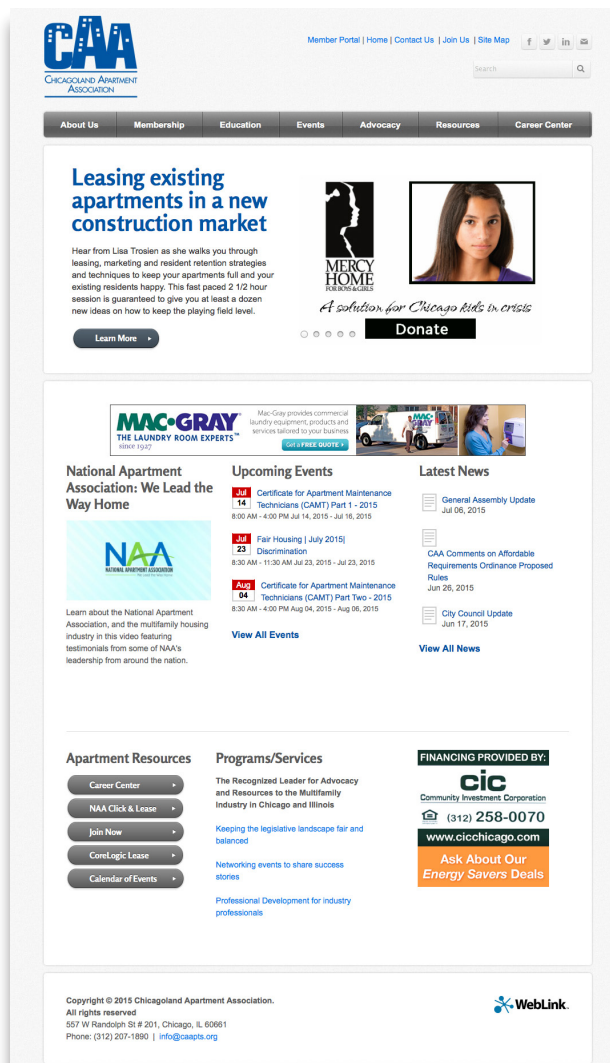 CAA
CHICAGOLAND APARTMENT
ASSOCIATION
Member Portal | Home | Contact Us | Join Us | Site Map
Search
About Us Membership Education Events Advocacy Resources Career Center
Leasing existing
apartments in a new
construction market
Hear from Lisa Trosien as she walks you through
leasing, marketing and resident retention strategies
and techniques to keep your apartments full and your
existing residents happy. This fast paced 2 1/2 hour
session is guaranteed to give you at least a dozen
new ideas on how to keep the playing field level.
Learn More
MERCY
HOME
FOR BOYS & GIRLS
A solution for Chicago kids in crisis
Donate
MAC•GRAY
THE LAUNDRY ROOM EXPERTS™
since 1927
Mac-Gray provides commercial
laundry equipment, products and
services tailored to your business
Get a FREE QUOTE
MAC•GRAY
National Apartment
Association: We Lead the
Way Home
NAA
NATIONAL APARTMENT ASSOCIATION
We Lead the Way Home
Learn about the National Apartment
Association, and the multifamily housing
industry in this video featuring
testimonials from some of NAA's
leadership from around the nation.
Upcoming Events
Jul
14
Certificate for Apartment Maintenance
Technicians (CAMT) Part 1 - 2015
8:00 AM - 4:00 PM Jul 14, 2015 - Jul 16, 2015
Jul
23
Fair Housing | July 2015|
Discrimination
8:30 AM - 11:30 AM Jul 23, 2015 - Jul 23, 2015
Aug
04
Certificate for Apartment Maintenance
Technicians (CAMT) Part Two - 2015
8:30 AM - 4:00 PM Aug 04, 2015 - Aug 06, 2015
View All Events
Latest News
General Assembly Update
Jul 06, 2015
CAA Comments on Affordable
Requirements Ordinance Proposed
Rules
Jun 26, 2015
City Council Update
Jun 17, 2015
View All News
Apartment Resources
Career Center
NAA Click & Lease
Join Now
CoreLogic Lease
Calendar of Events
Programs/Services
The Recognized Leader for Advocacy
and Resources to the Multifamily
Industry in Chicago and Illinois
Keeping the legislative landscape fair and
balanced
Networking events to share success
stories
Professional Development for industry
professionals
FINANCING PROVIDED BY:
cic
Community Investment Corporation
(312) 258-0070
www.cicchicago.com
Ask About Our
Energy Savers Deals
Copyright © 2015 Chicagoland Apartment Association.
All rights reserved
557 W Randolph St # 201, Chicago, IL 60661
Phone: (312) 207-1890 | info@caapts.org
WebLink.